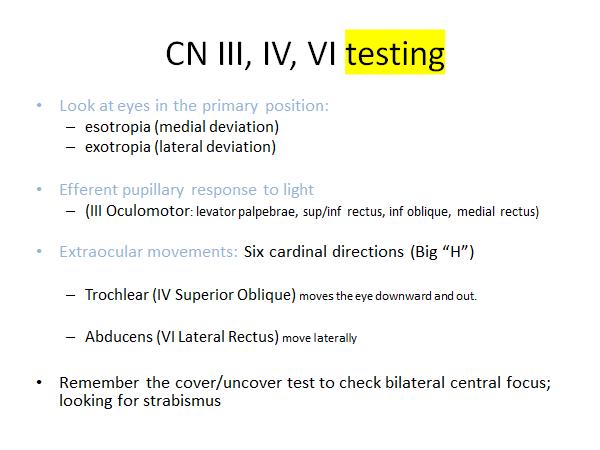 CN III, IV, VI testing
• Look at eyes in the primary position:
– esotropia (medial deviation)
– exotropia (lateral deviation)
• Efferent pupillary response to light
– (III Oculomotor: levator palpebrae, sup/inf rectus, inf oblique, medial rectus)
• Extraocular movements: Six cardinal directions (Big “H”)
– Trochlear (IV Superior Oblique) moves the eye downward and out.
– Abducens (VI Lateral Rectus) move laterally
• Remember the cover/uncover test to check bilateral central focus;
looking for strabismus